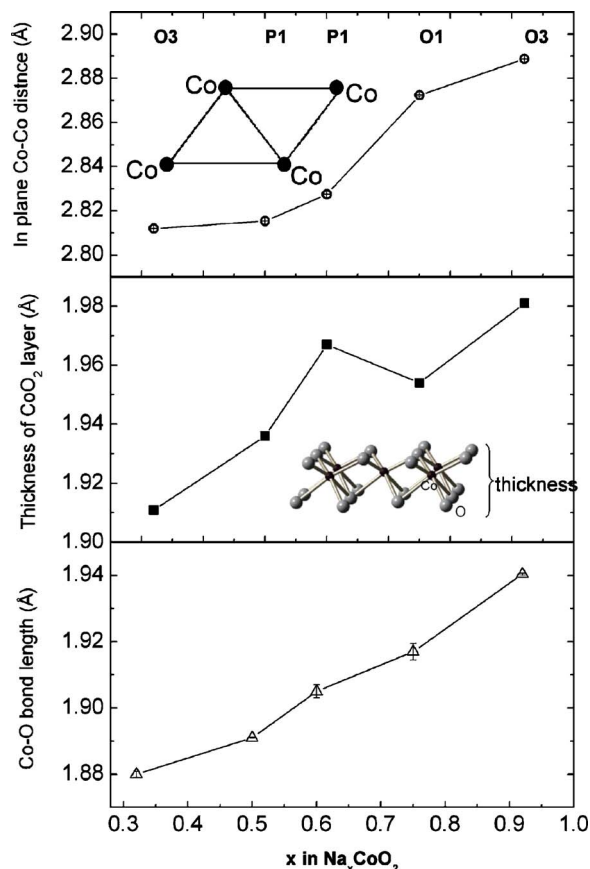 2.90
2.88
2.86
2.84
2.82
2.80
In plane Co-Co distnce (Å)
O3 P1 P1 O1 O3
Co Co
Co Co
1.98
1.96
1.94
1.92
1.90
Thickness of CoO₂ layer (Å)
thickness
Co
O
1.94
1.92
1.90
1.88
Co-O bond length (Å)
0.3 0.4 0.5 0.6 0.7 0.8 0.9 1.0
x in NaₓCoO₂